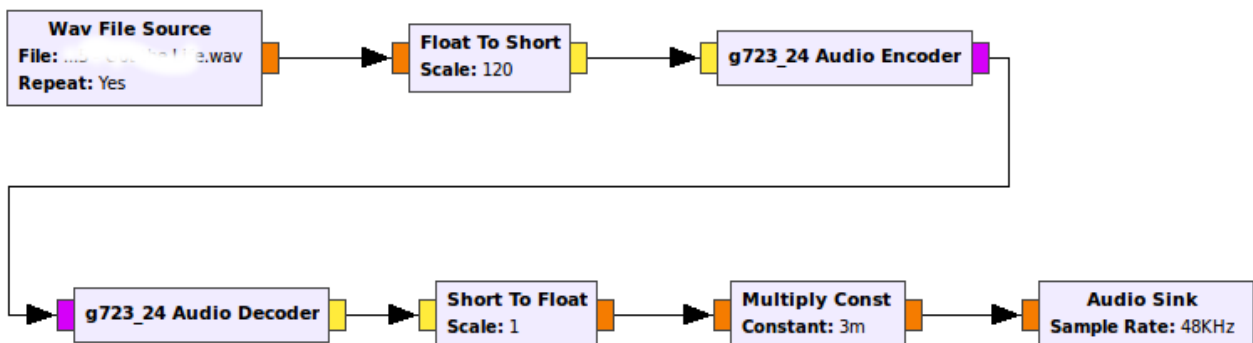 Wav File Source
File: e.wav
Repeat: Yes
Float To Short
Scale: 120
g723_24 Audio Encoder
g723_24 Audio Decoder
Short To Float
Scale: 1
Multiply Const
Constant: 3m
Audio Sink
Sample Rate: 48KHz